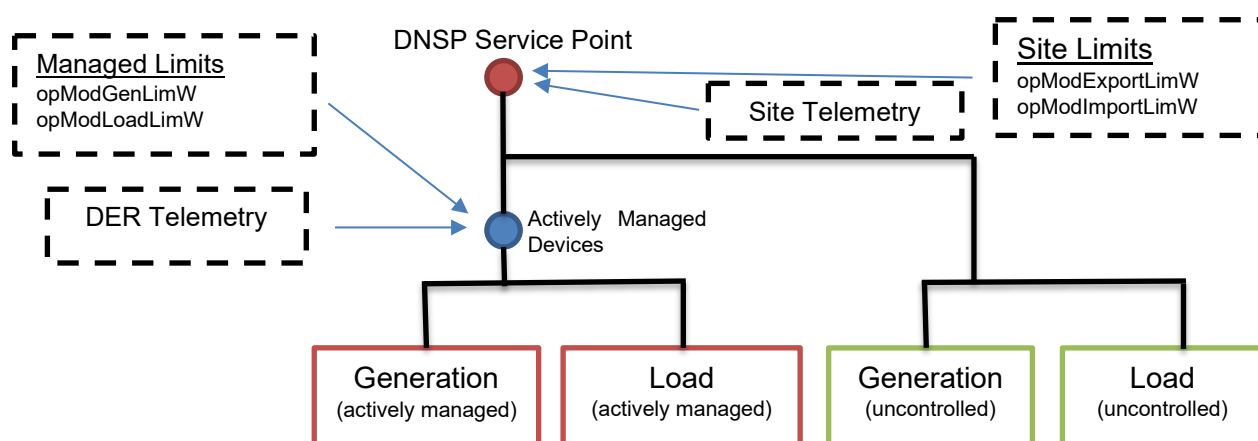 DNSP Service Point
Managed Limits
opModGenLimW
opModLoadLimW
Site Limits
opModExportLimW
opModImportLimW
Site Telemetry
DER Telemetry
Actively Managed
Devices
Generation
(actively managed)
Load
(actively managed)
Generation
(uncontrolled)
Load
(uncontrolled)